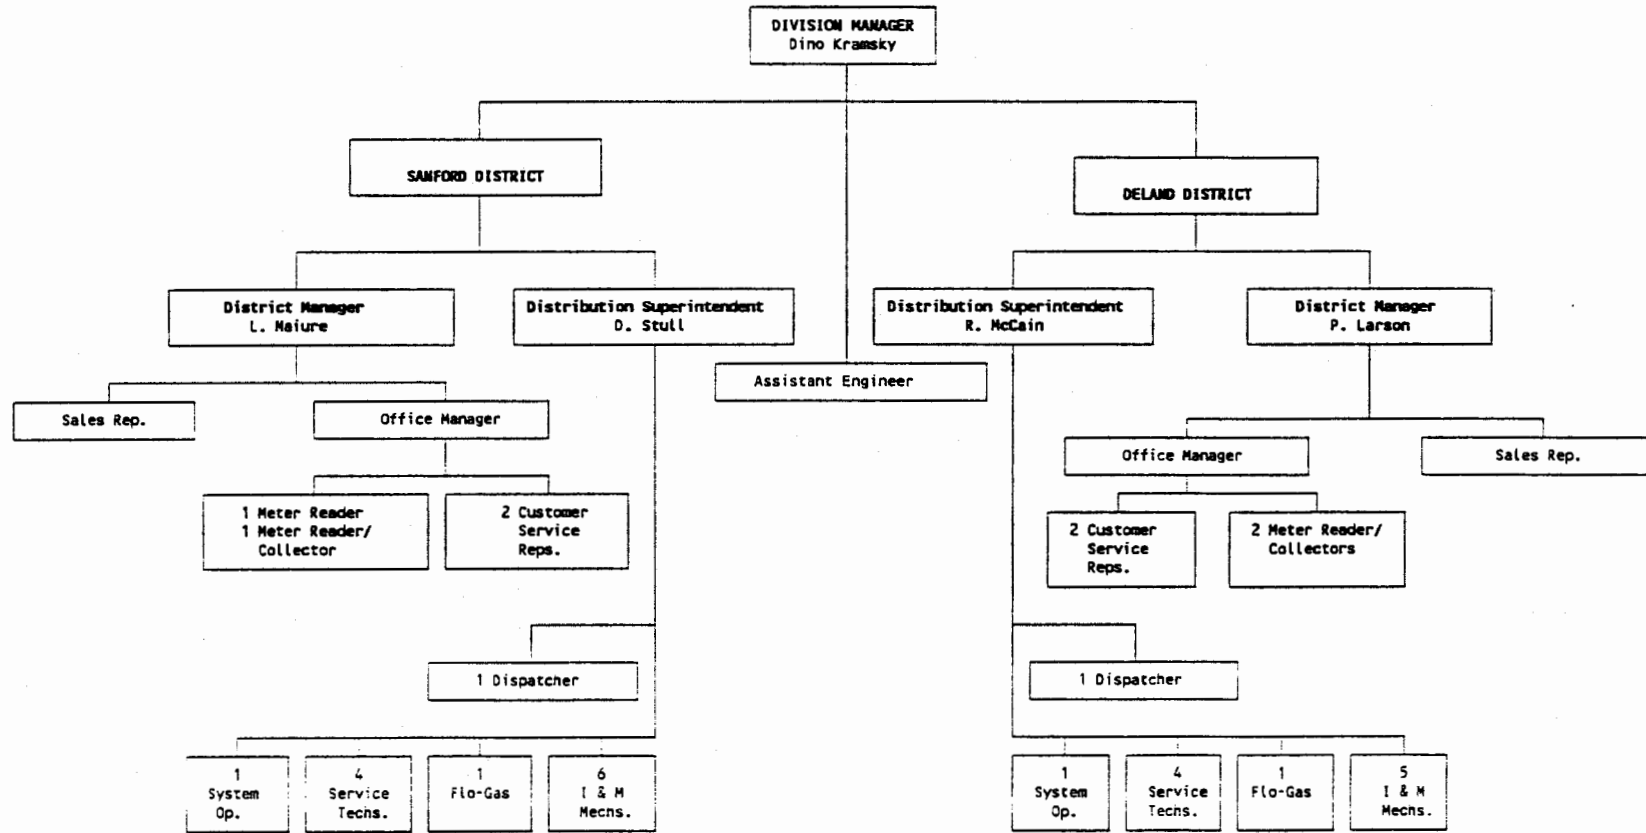 DIVISION MANAGER
Dino Kramsky
SANFORD DISTRICT
DELAND DISTRICT
District Manager
L. Maiure
Distribution Superintendent
D. Stull
Distribution Superintendent
R. McCain
District Manager
P. Larson
Assistant Engineer
Sales Rep.
Office Manager
Office Manager
Sales Rep.
1 Meter Reader
1 Meter Reader/
Collector
2 Customer
Service
Reps.
2 Customer
Service
Reps.
2 Meter Reader/
Collectors
1 Dispatcher
1 Dispatcher
1
System
Op.
4
Service
Techs.
1
Flo-Gas
6
I & M
Mechs.
1
System
Op.
4
Service
Techs.
1
Flo-Gas
5
I & M
Mechs.